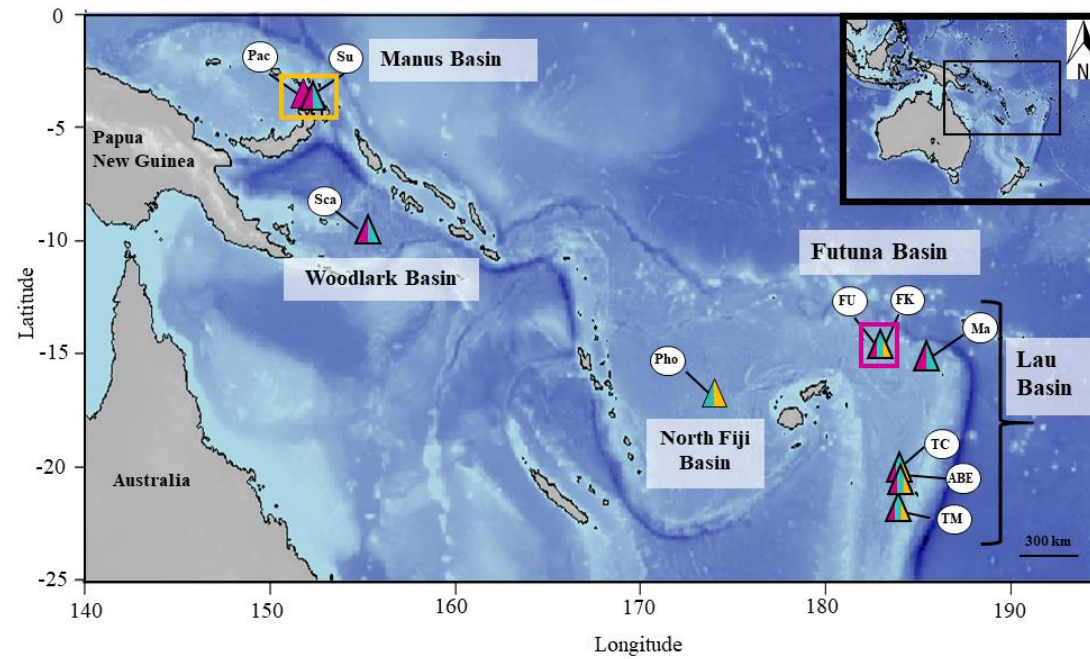 0
-5
-10
-15
-20
-25
Latitude
140
150
160
170
180
190
Longitude
Pac
Su
Manus Basin
N
Papua
New Guinea
Sca
Woodlark Basin
Futuna Basin
FU
FK
Ma
Lau
Basin
Pho
North Fiji
Basin
TC
ABE
TM
Australia
300 km